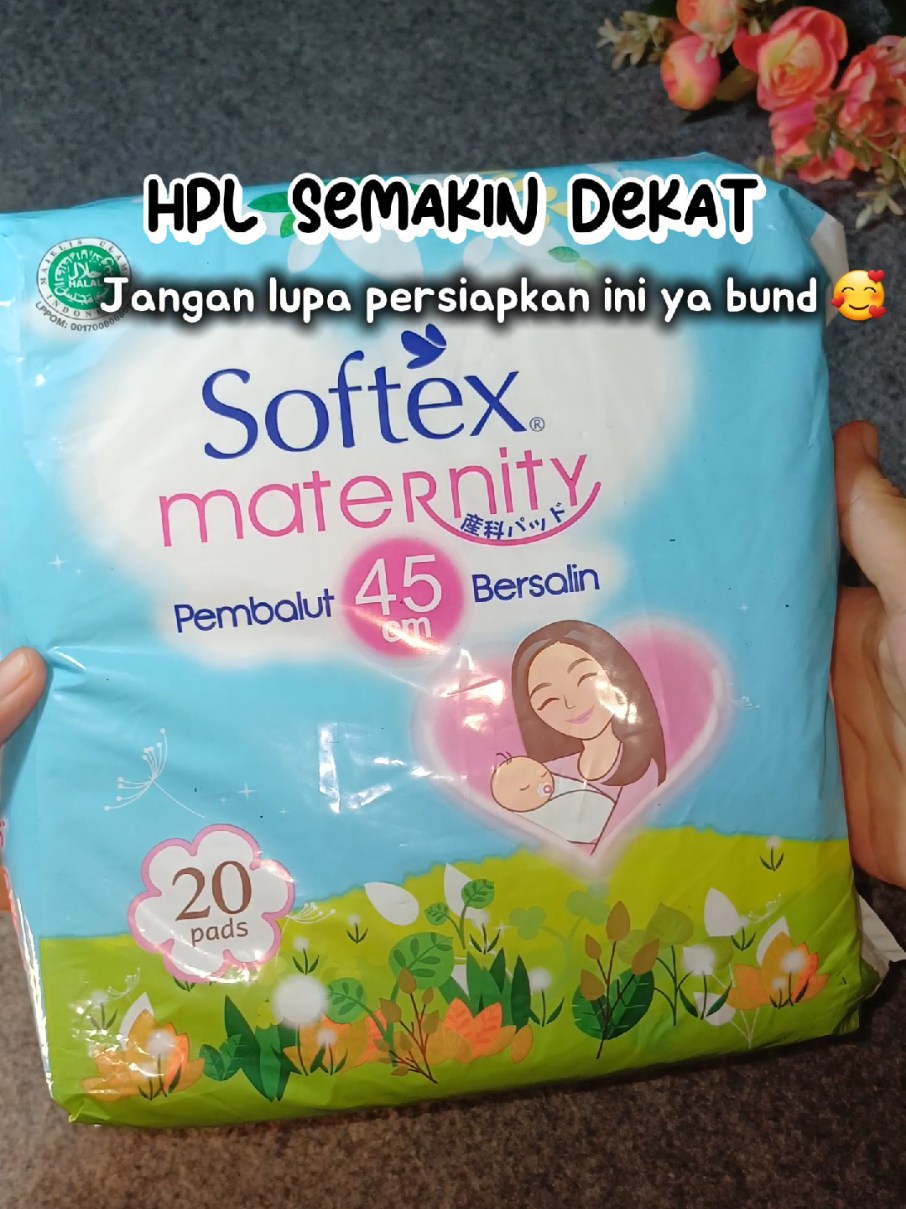 HPL SEMAKIN DEKAT
Jangan lupa persiapkan ini ya bund 🥰
HALAL
Softex®
maternity
産科パッド
Pembalut 45 cm Bersalin
20
pads